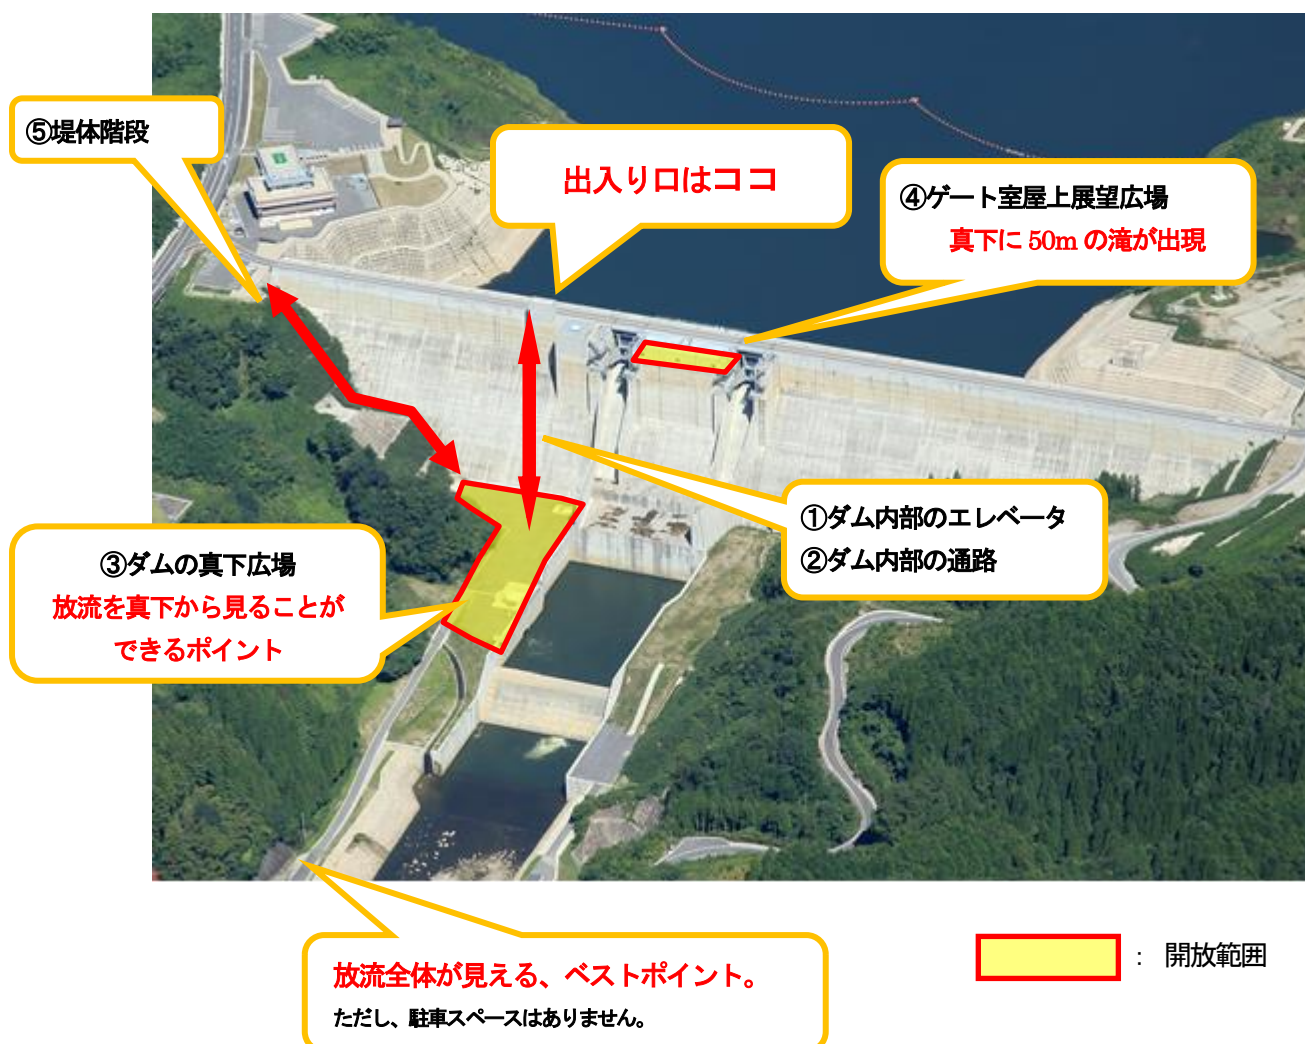 ⑤堤体階段
出入り口はココ
④ゲート室屋上展望広場
真下に 50m の滝が出現
①ダム内部のエレベータ
②ダム内部の通路
③ダムの真下広場
放流を真下から見ることが
できるポイント
放流全体が見える、ベストポイント。
ただし、駐車スペースはありません。
： 開放範囲